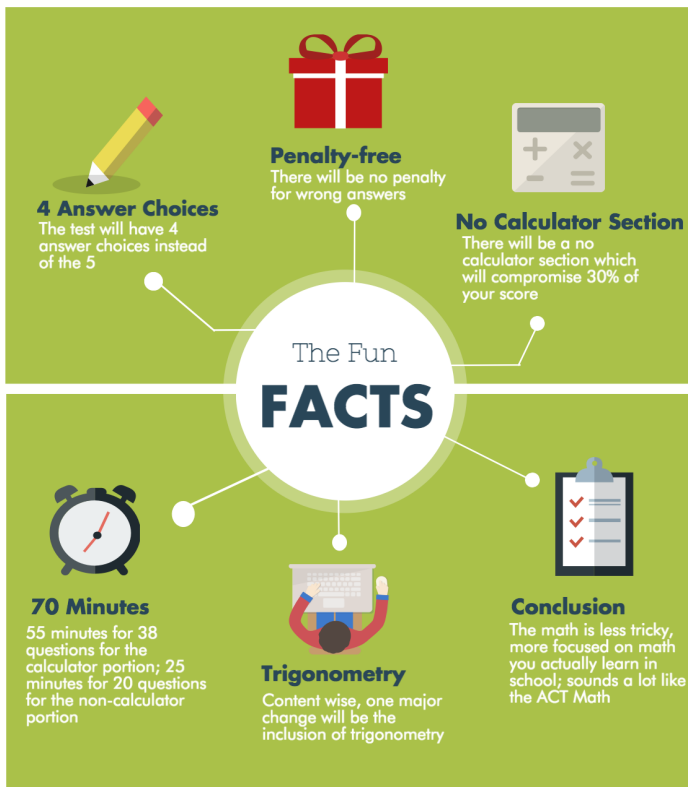 Penalty-free
There will be no penalty
for wrong answers
4 Answer Choices
The test will have 4
answer choices instead
of the 5
No Calculator Section
There will be a no
calculator section which
will compromise 30% of
your score
The Fun
FACTS
70 Minutes
55 minutes for 38
questions for the
calculator portion; 25
minutes for 20 questions
for the non-calculator
portion
Trigonometry
Content wise, one major
change will be the
inclusion of trigonometry
Conclusion
The math is less tricky,
more focused on math
you actually learn in
school; sounds a lot like
the ACT Math